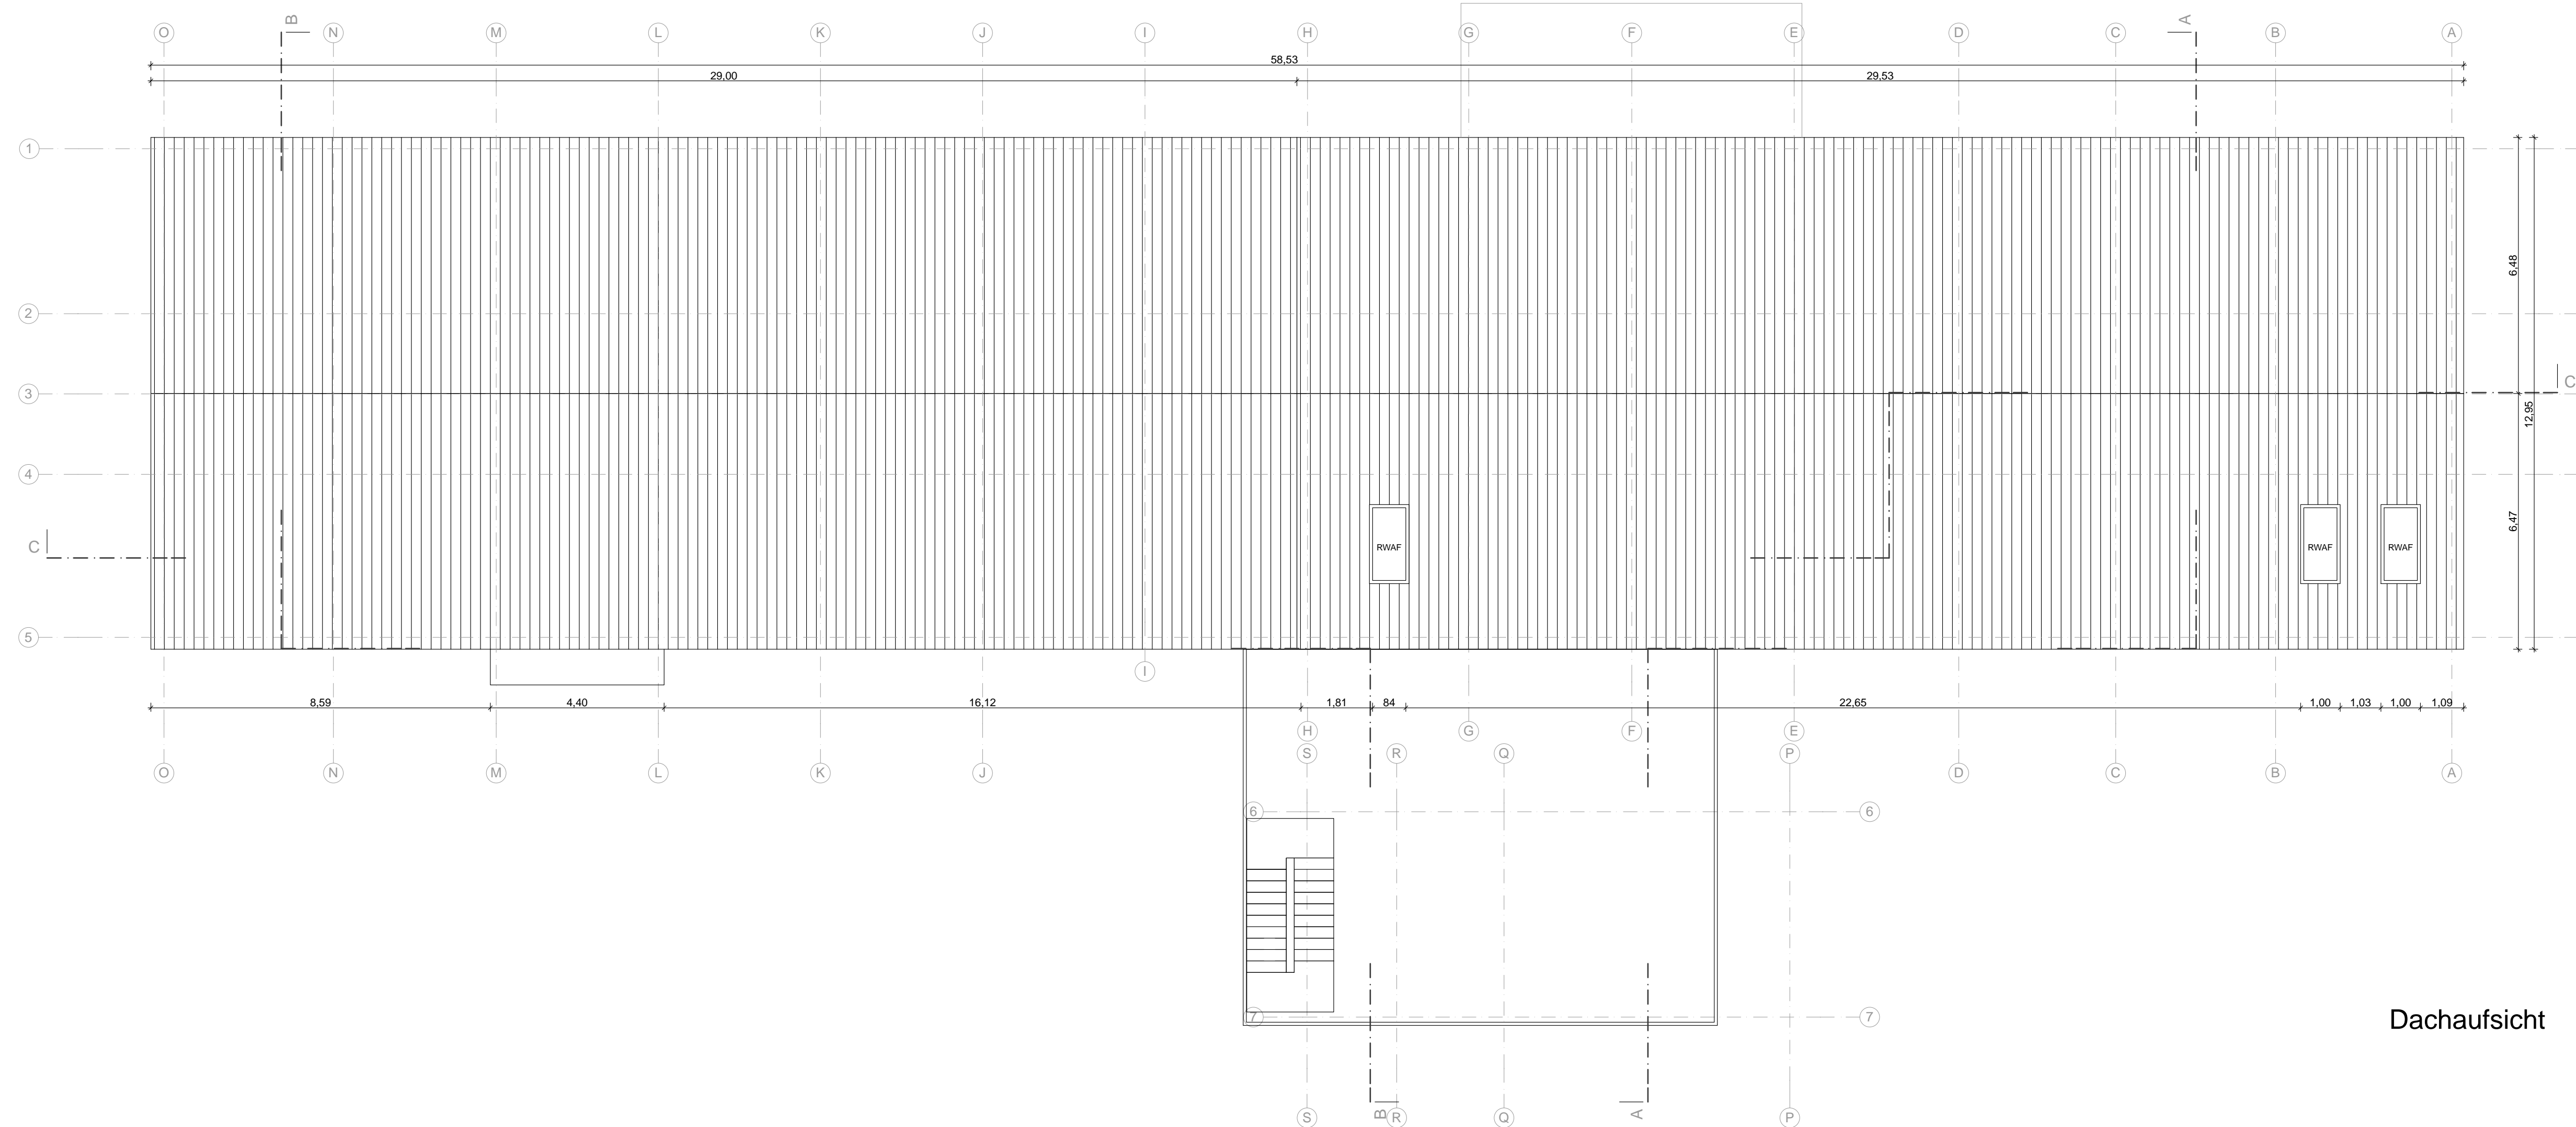 B A
O N M L K J I H G F E D C B A
58,53
29,00 29,53
1
2
6,48
3 C
12,95
4
6,47
C RWAF RWAF RWAF
5
I
8,59 4,40 16,12 1,81 84 22,65 1,00 1,03 1,00 1,09
H G F E
S R Q P
O N M L K J D C B A
6 6
7 7
Dachaufsicht
B A
S R Q P